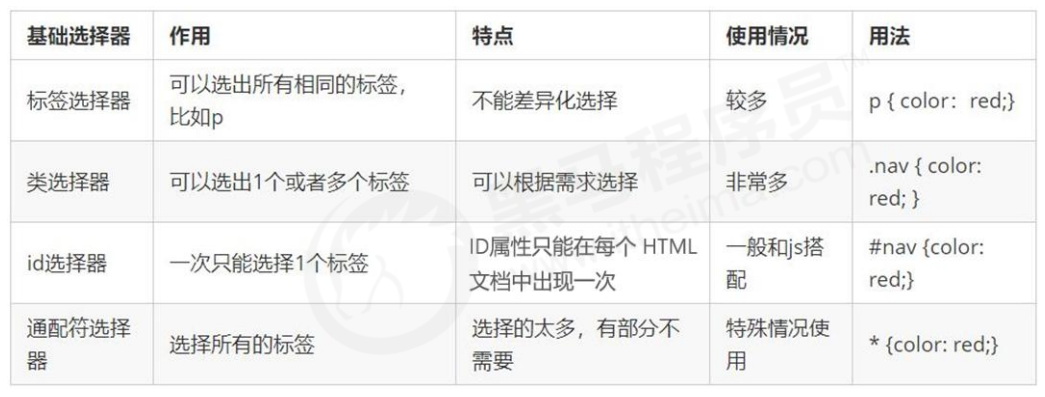 基础选择器 作用 特点 使用情况 用法
标签选择器 可以选出所有相同的标签，比如p 不能差异化选择 较多 p { color：red;}
类选择器 可以选出1个或者多个标签 可以根据需求选择 非常多 .nav { color: red; }
id选择器 一次只能选择1个标签 ID属性只能在每个 HTML 文档中出现一次 一般和js搭配 #nav {color: red;}
通配符选择器 选择所有的标签 选择的太多，有部分不需要 特殊情况使用 * {color: red;}
黑马程序员™
www.itheima.com